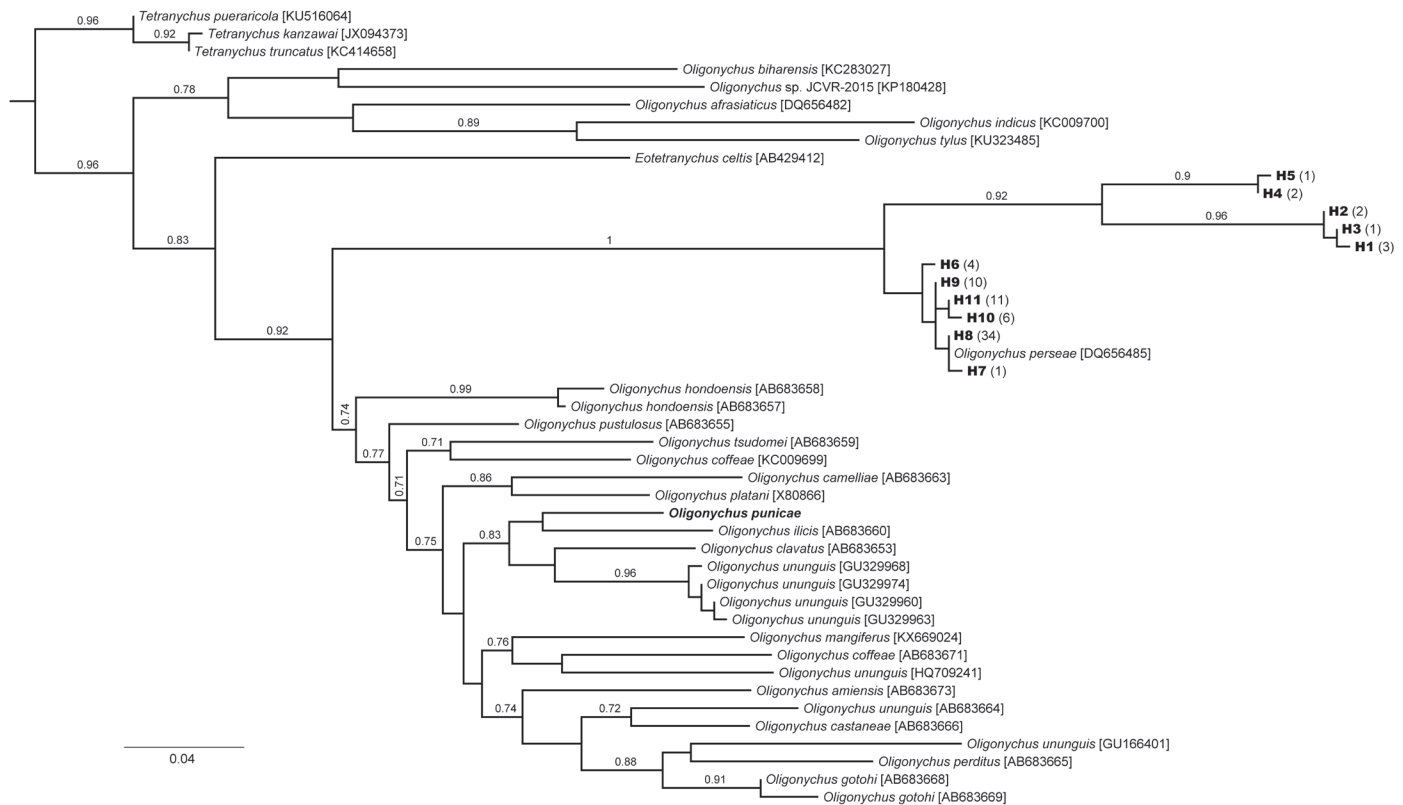 0.96
Tetranychus pueraricola [KU516064]
0.92
Tetranychus kanzawai [JX094373]
Tetranychus truncatus [KC414658]
Oligonychus biharensis [KC283027]
0.78
Oligonychus sp. JCVR-2015 [KP180428]
Oligonychus afrasiaticus [DQ656482]
0.89
Oligonychus indicus [KC009700]
Oligonychus tylus [KU323485]
0.96
Eotetranychus celtis [AB429412]
0.9
H5 (1)
H4 (2)
0.92
0.96
H2 (2)
H3 (1)
H1 (3)
0.83
1
H6 (4)
H9 (10)
H11 (11)
H10 (6)
0.92
H8 (34)
Oligonychus perseae [DQ656485]
H7 (1)
0.99
Oligonychus hondoensis [AB683658]
Oligonychus hondoensis [AB683657]
0.74
Oligonychus pustulosus [AB683655]
0.77
0.71
Oligonychus tsudomei [AB683659]
Oligonychus coffeae [KC009699]
0.71
0.86
Oligonychus camelliae [AB683663]
Oligonychus platani [X80866]
Oligonychus punicae
0.83
Oligonychus ilicis [AB683660]
0.75
Oligonychus clavatus [AB683653]
0.96
Oligonychus ununguis [GU329968]
Oligonychus ununguis [GU329974]
Oligonychus ununguis [GU329960]
Oligonychus ununguis [GU329963]
0.76
Oligonychus mangiferus [KX669024]
Oligonychus coffeae [AB683671]
Oligonychus ununguis [HQ709241]
Oligonychus amiensis [AB683673]
0.74
0.72
Oligonychus ununguis [AB683664]
Oligonychus castaneae [AB683666]
Oligonychus ununguis [GU166401]
0.88
Oligonychus perditus [AB683665]
0.91
Oligonychus gotohi [AB683668]
Oligonychus gotohi [AB683669]
0.04